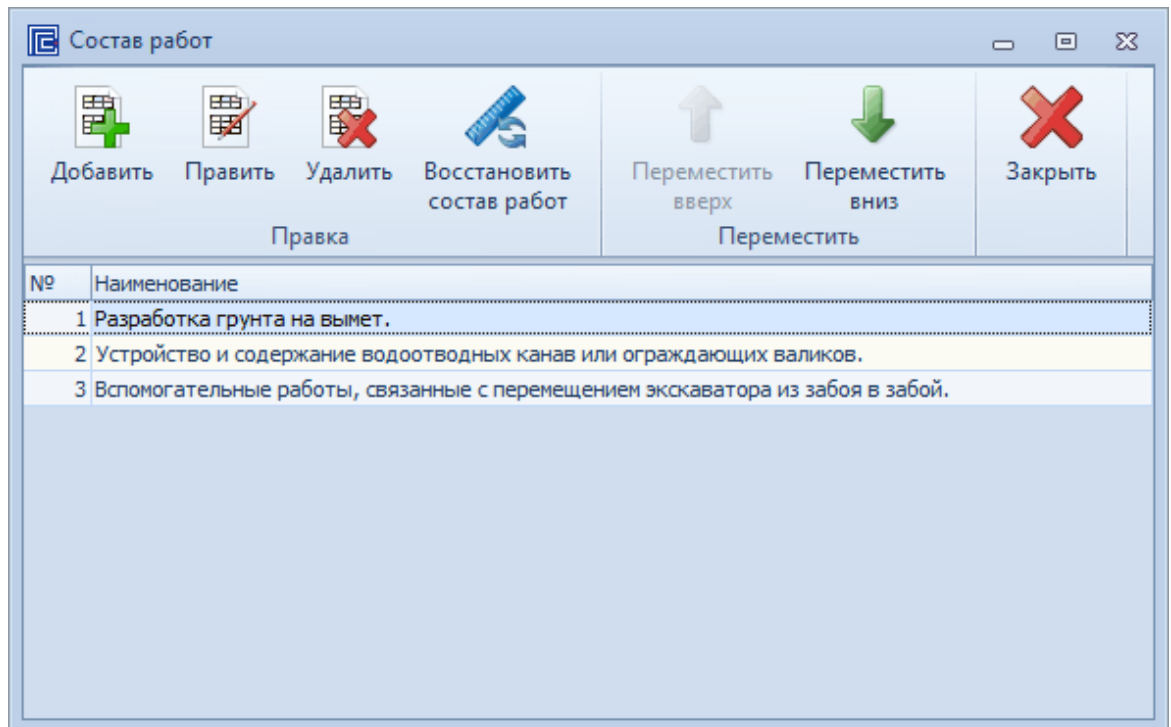 Состав работ
Добавить Править Удалить Восстановить состав работ Переместить вверх Переместить вниз Закрыть
Правка Переместить
№ Наименование
1 Разработка грунта на вымет.
2 Устройство и содержание водоотводных канав или ограждающих валиков.
3 Вспомогательные работы, связанные с перемещением экскаватора из забоя в забой.